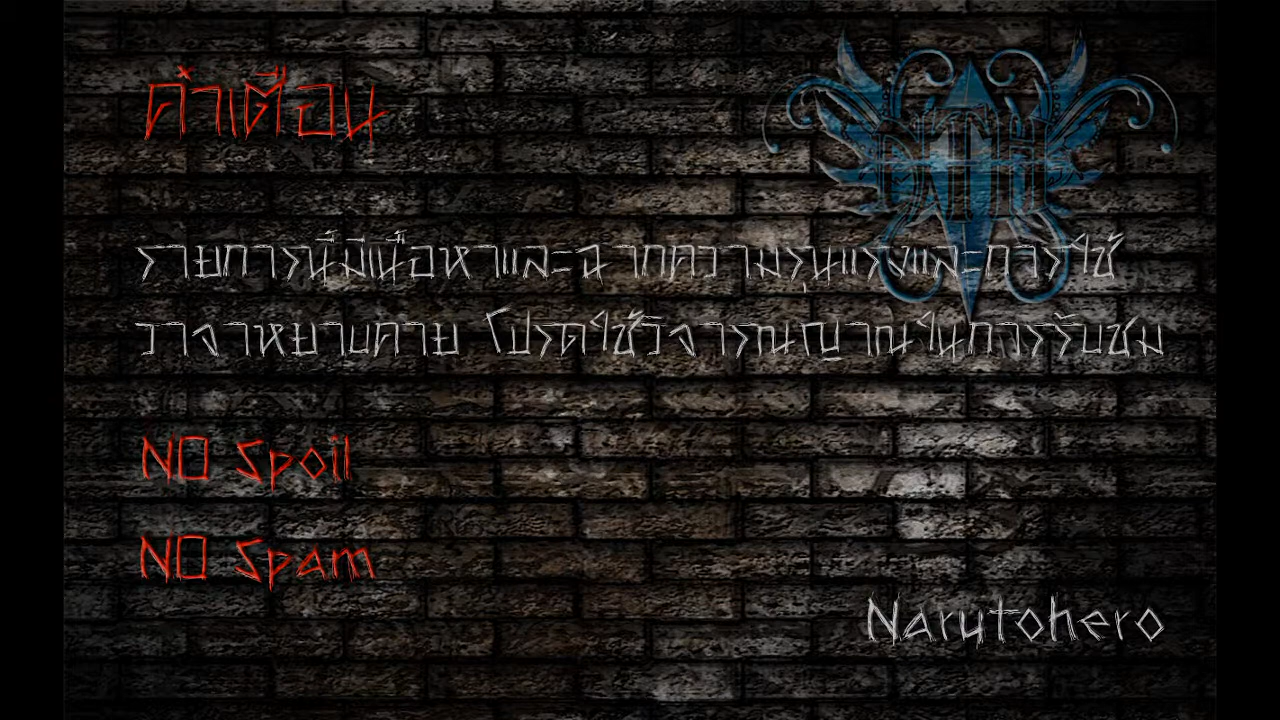 คำเตือน
DTH
รายการนี้มีเนื้อหาและฉากความรุนแรงและการใช้
วาจาหยาบคาย โปรดใช้วิจารณญาณในการรับชม
NO Spoil
NO Spam
Narutohero